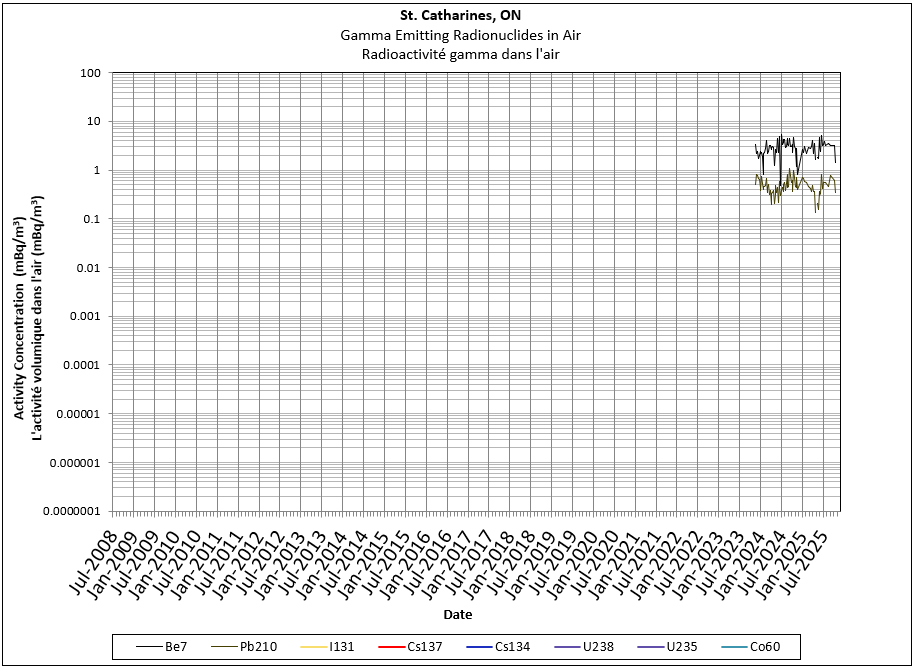 St. Catharines, ON
Gamma Emitting Radionuclides in Air
Radioactivité gamma dans l'air
Activity Concentration (mBq/m³)
L'activité volumique dans l'air (mBq/m³)
100
10
1
0.1
0.01
0.001
0.0001
0.00001
0.000001
0.0000001
Jul-2008
Jan-2009
Jul-2009
Jan-2010
Jul-2010
Jan-2011
Jul-2011
Jan-2012
Jul-2012
Jan-2013
Jul-2013
Jan-2014
Jul-2014
Jan-2015
Jul-2015
Jan-2016
Jul-2016
Jan-2017
Jul-2017
Jan-2018
Jul-2018
Jan-2019
Jul-2019
Jan-2020
Jul-2020
Jan-2021
Jul-2021
Jan-2022
Jul-2022
Jan-2023
Jul-2023
Jan-2024
Jul-2024
Jan-2025
Jul-2025
Date
Be7 Pb210 I131 Cs137 Cs134 U238 U235 Co60